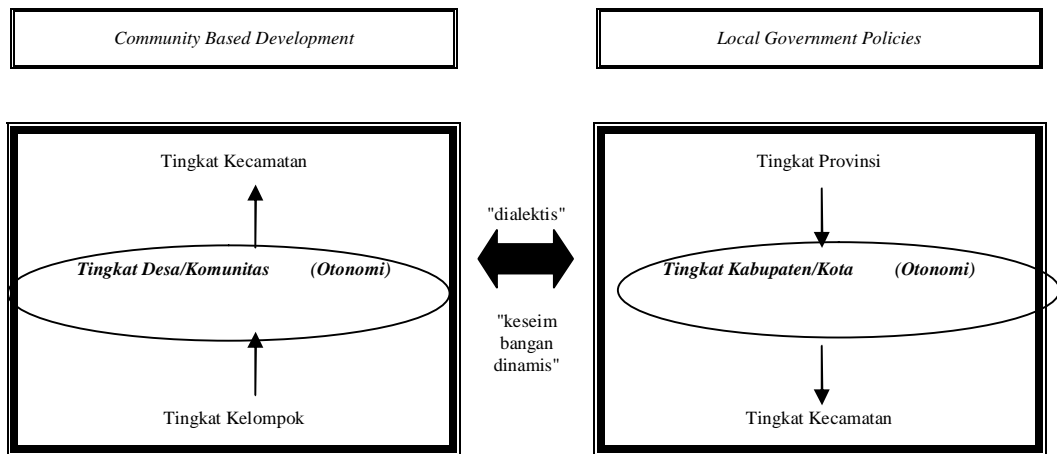 Community Based Development
Local Government Policies
Tingkat Kecamatan
Tingkat Desa/Komunitas (Otonomi)
Tingkat Kelompok
"dialektis"
"keseim
bangan
dinamis"
Tingkat Provinsi
Tingkat Kabupaten/Kota (Otonomi)
Tingkat Kecamatan